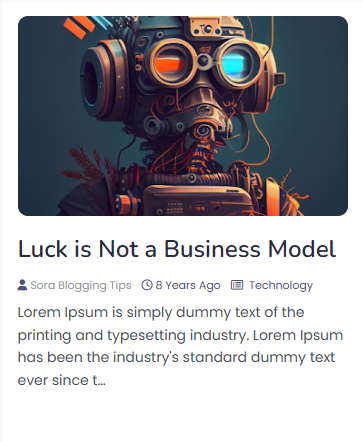 Luck is Not a Business Model
Sora Blogging Tips 8 Years Ago Technology
Lorem Ipsum is simply dummy text of the
printing and typesetting industry. Lorem Ipsum
has been the industry's standard dummy text
ever since t...